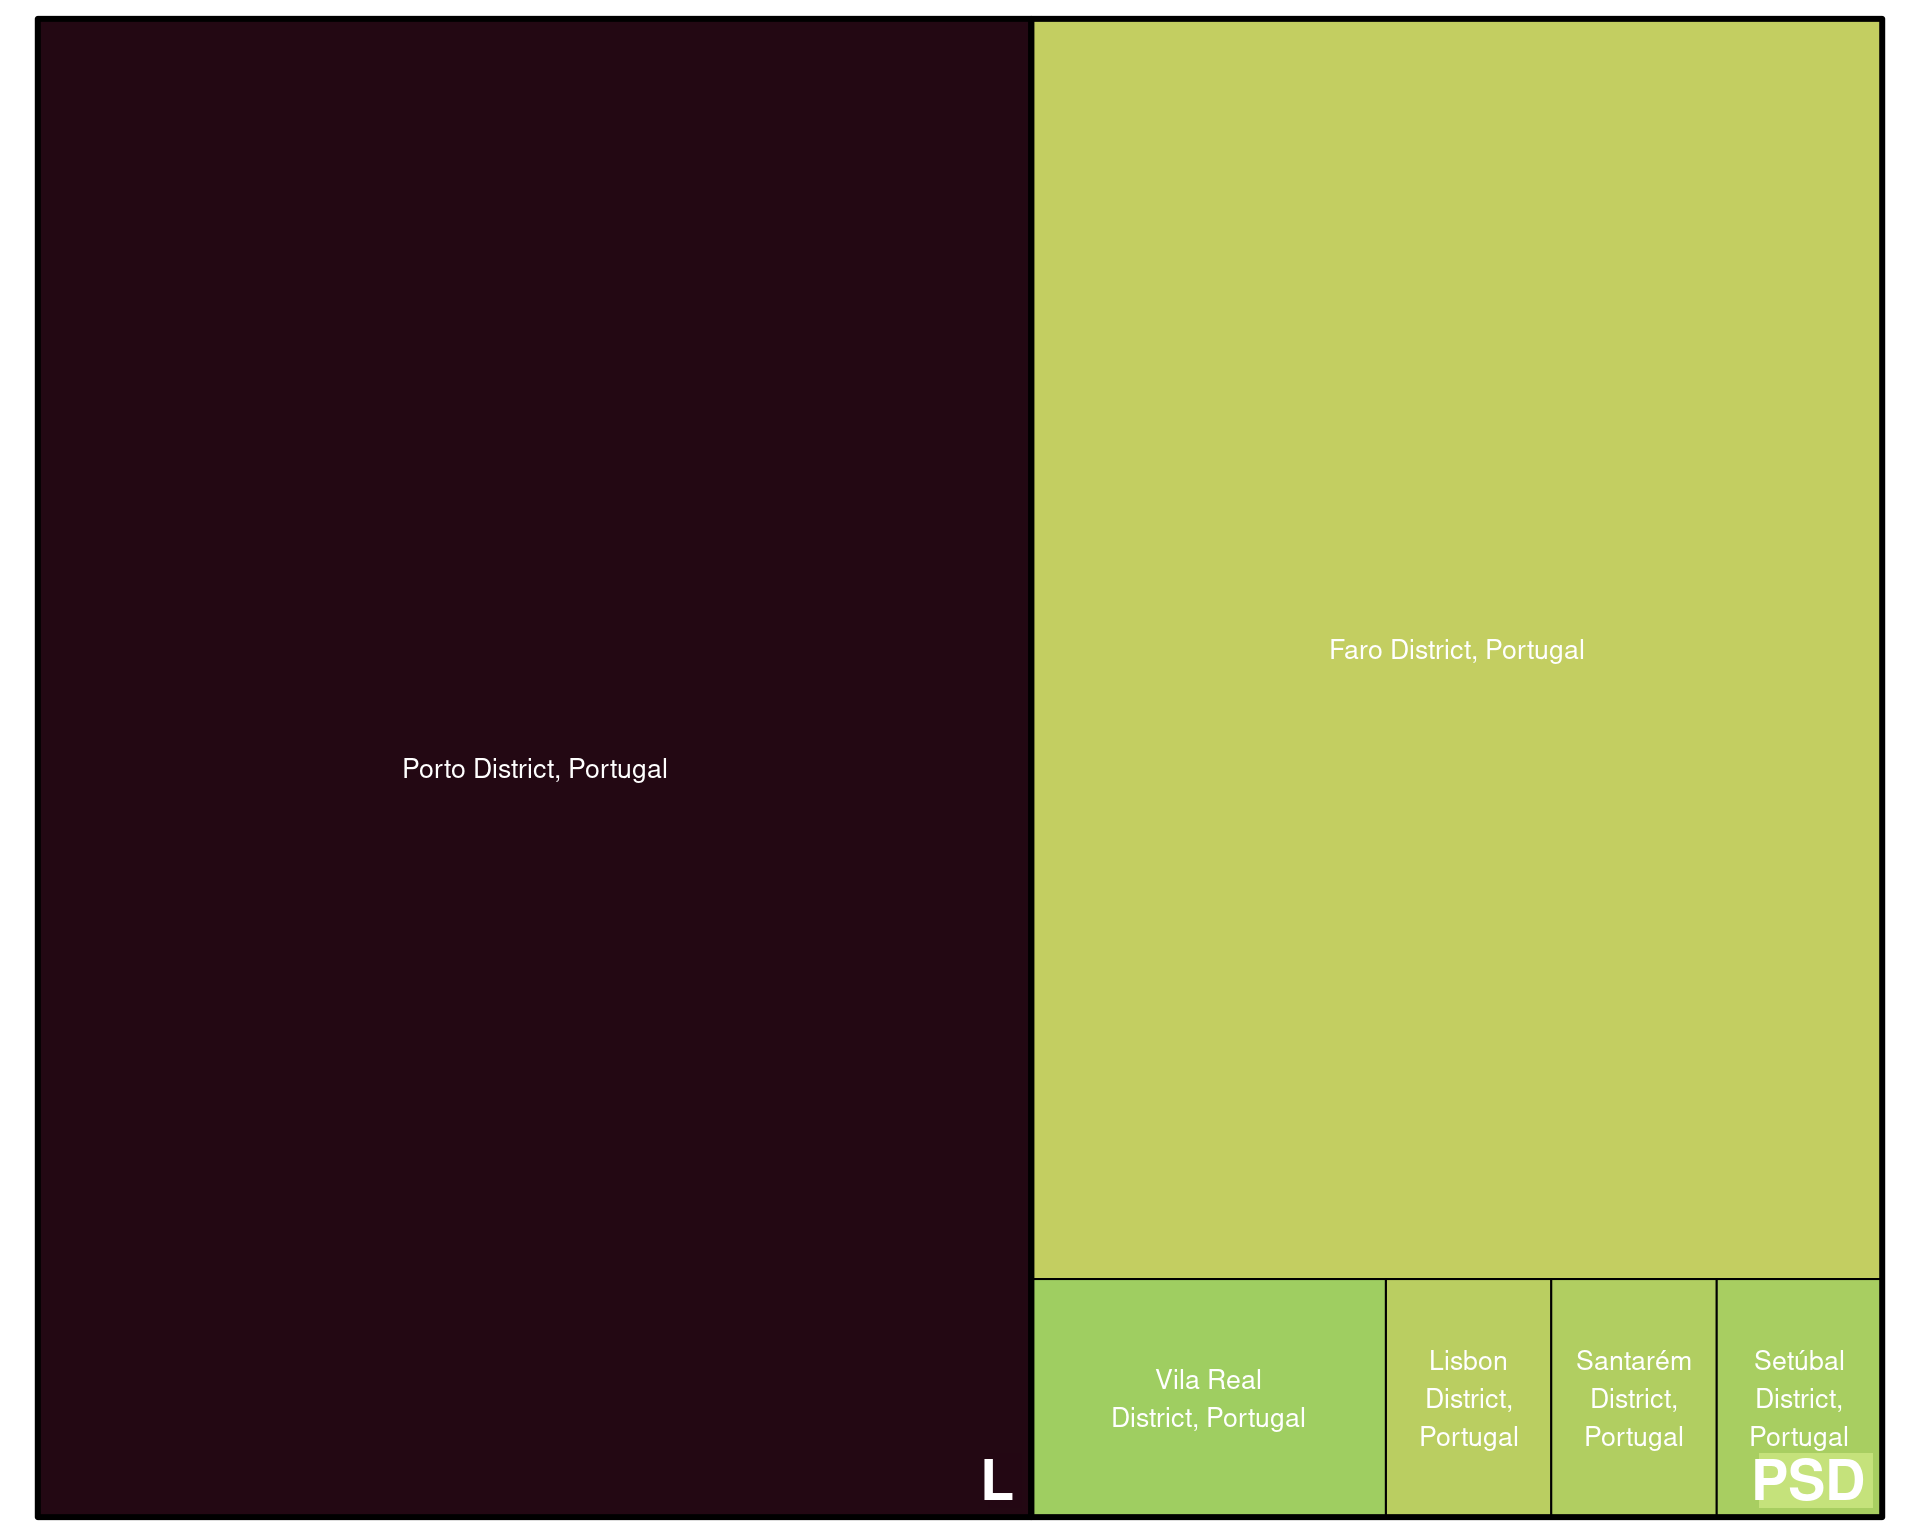 Porto District, Portugal
L
Faro District, Portugal
Vila Real
District, Portugal
Lisbon
District,
Portugal
Santarém
District,
Portugal
Setúbal
District,
Portugal
PSD